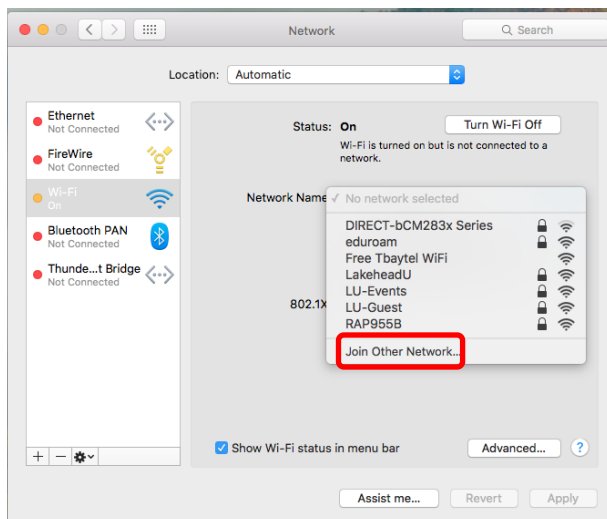 Network
Search
Location: Automatic
Ethernet
Not Connected
FireWire
Not Connected
Wi-Fi
On
Bluetooth PAN
Not Connected
Thunde...t Bridge
Not Connected
Status: On
Turn Wi-Fi Off
Wi-Fi is turned on but is not connected to a
network.
Network Name
✓ No network selected
DIRECT-bCM283x Series
eduroam
Free Tbaytel WiFi
LakeheadU
LU-Events
LU-Guest
RAP955B
Join Other Network...
802.1X
Show Wi-Fi status in menu bar
Advanced...
?
Assist me...
Revert
Apply